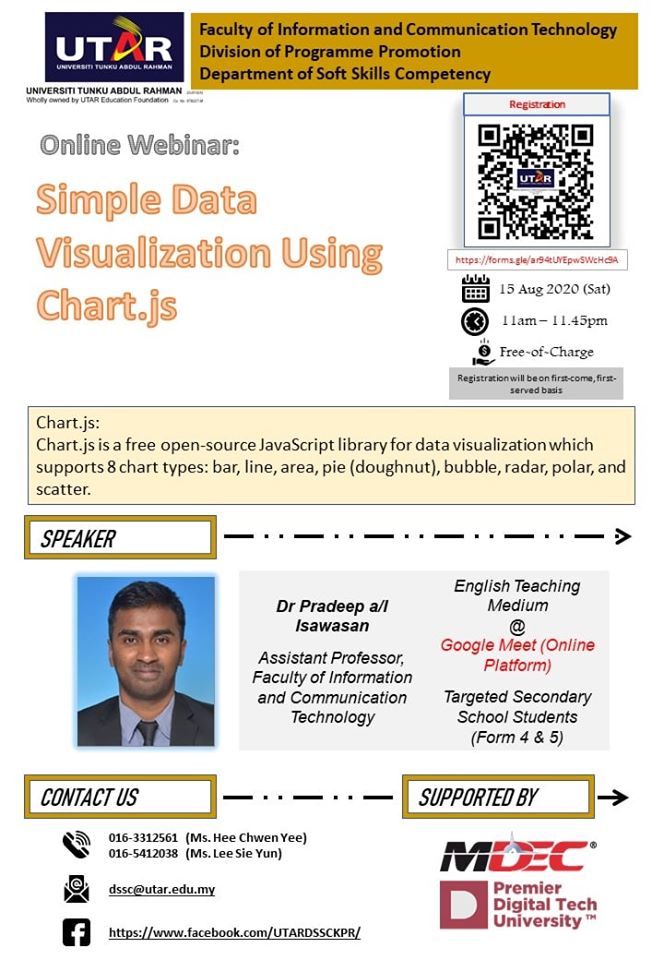 UTAR
UNIVERSITI TUNKU ABDUL RAHMAN
UNIVERSITI TUNKU ABDUL RAHMAN
Wholly owned by UTAR Education Foundation
Faculty of Information and Communication Technology
Division of Programme Promotion
Department of Soft Skills Competency
Registration
UTAR
https://forms.gle/ar94tUYEpwSWcHc9A
Online Webinar:
Simple Data
Visualization Using
Chart.js
15 Aug 2020 (Sat)
11am – 11.45pm
Free-of-Charge
Registration will be on first-come, first-
served basis
Chart.js:
Chart.js is a free open-source JavaScript library for data visualization which
supports 8 chart types: bar, line, area, pie (doughnut), bubble, radar, polar, and
scatter.
SPEAKER
Dr Pradeep a/l
Isawasan
Assistant Professor,
Faculty of Information
and Communication
Technology
English Teaching
Medium
@
Google Meet (Online
Platform)
Targeted Secondary
School Students
(Form 4 & 5)
CONTACT US
016-3312561 (Ms. Hee Chwen Yee)
016-5412038 (Ms. Lee Sie Yun)
dssc@utar.edu.my
https://www.facebook.com/UTARDSSCKPR/
SUPPORTED BY
MDEC®
Premier
Digital Tech
University™